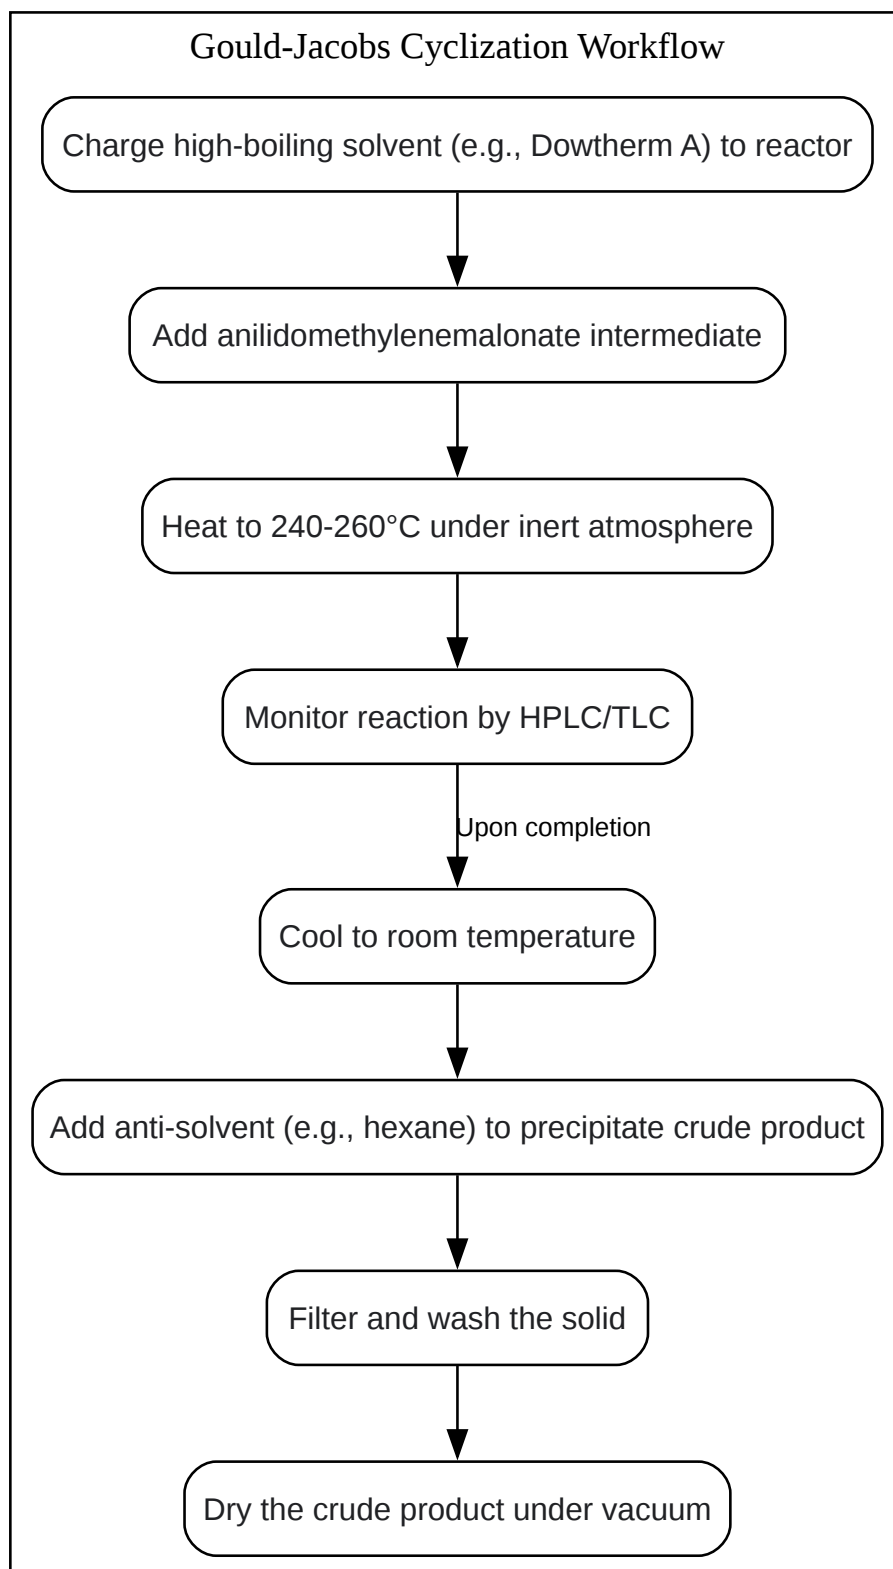 Gould-Jacobs Cyclization Workflow
Charge high-boiling solvent (e.g., Dowtherm A) to reactor
Add anilidomethylenemalonate intermediate
Heat to 240-260°C under inert atmosphere
Monitor reaction by HPLC/TLC
Upon completion
Cool to room temperature
Add anti-solvent (e.g., hexane) to precipitate crude product
Filter and wash the solid
Dry the crude product under vacuum